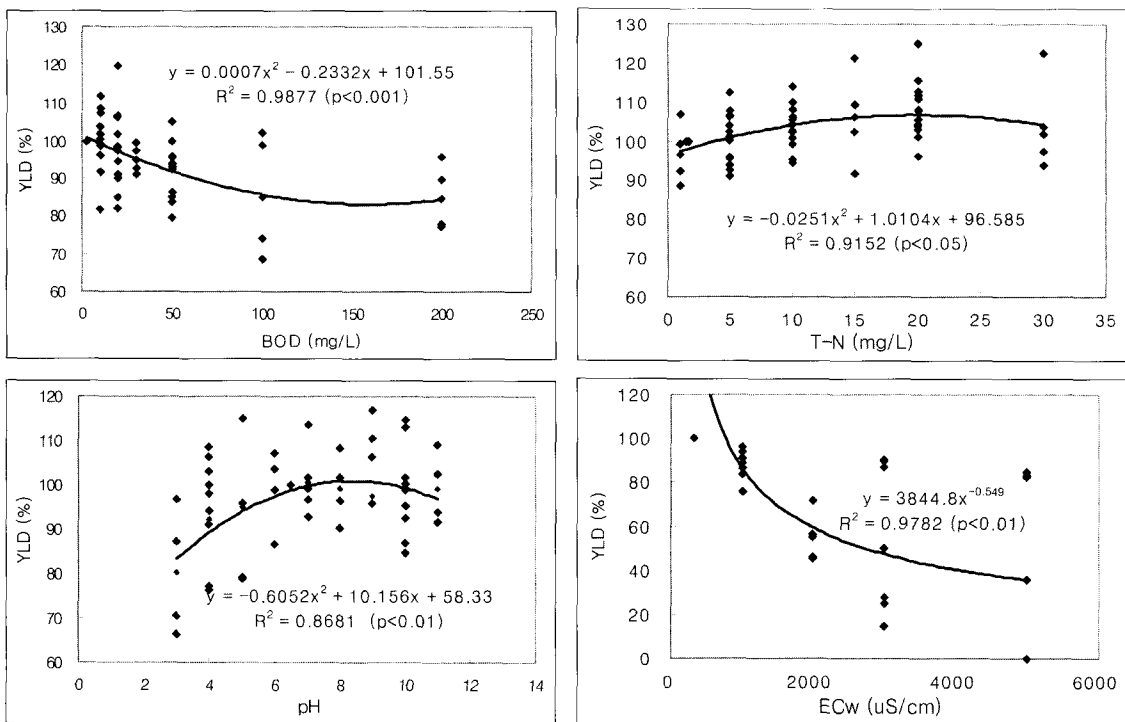 120
110
100
90
80
70
60
YLD (%)
y = 0.0007x² − 0.2332x + 101.55
R² = 0.9877 (p<0.001)
0 50 100 150 200 250
BOD (mg/L)
130
120
110
100
90
80
70
60
YLD (%)
y = −0.0251x² + 1.0104x + 96.585
R² = 0.9152 (p<0.05)
0 5 10 15 20 25 30 35
T−N (mg/L)
120
110
100
90
80
70
60
YLD (%)
y = −0.6052x² + 10.156x + 58.33
R² = 0.8681 (p<0.01)
0 2 4 6 8 10 12 14
pH
120
100
80
60
40
20
0
YLD (%)
y = 3844.8x⁻⁰·⁵⁴⁹
R² = 0.9782 (p<0.01)
0 2000 4000 6000
ECw (uS/cm)